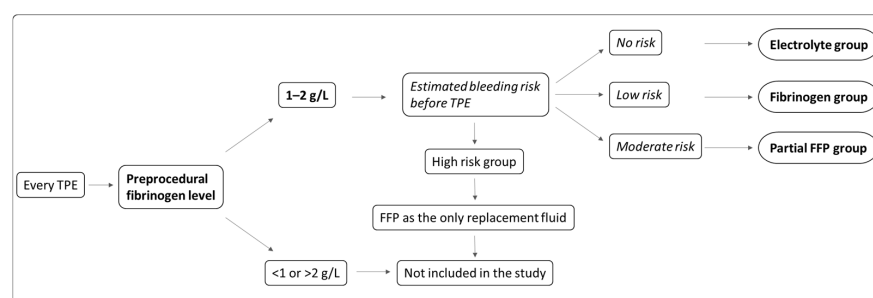 Every TPE
Preprocedural
fibrinogen level
1–2 g/L
<1 or >2 g/L
Estimated bleeding risk
before TPE
High risk group
FFP as the only replacement fluid
Not included in the study
No risk
Electrolyte group
Low risk
Fibrinogen group
Moderate risk
Partial FFP group